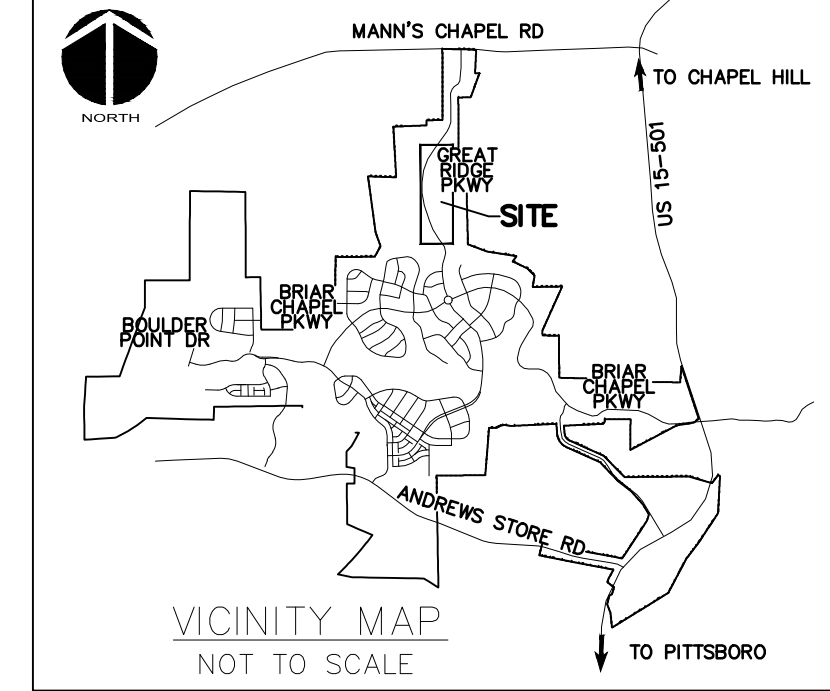 MANN'S CHAPEL RD
TO CHAPEL HILL
NORTH
US 15-501
GREAT
RIDGE
PKWY
SITE
BRIAR
CHAPEL
PKWY
BOULDER
POINT DR
BRIAR
CHAPEL
PKWY
ANDREWS STORE RD
VICINITY MAP
NOT TO SCALE
TO PITTSBORO